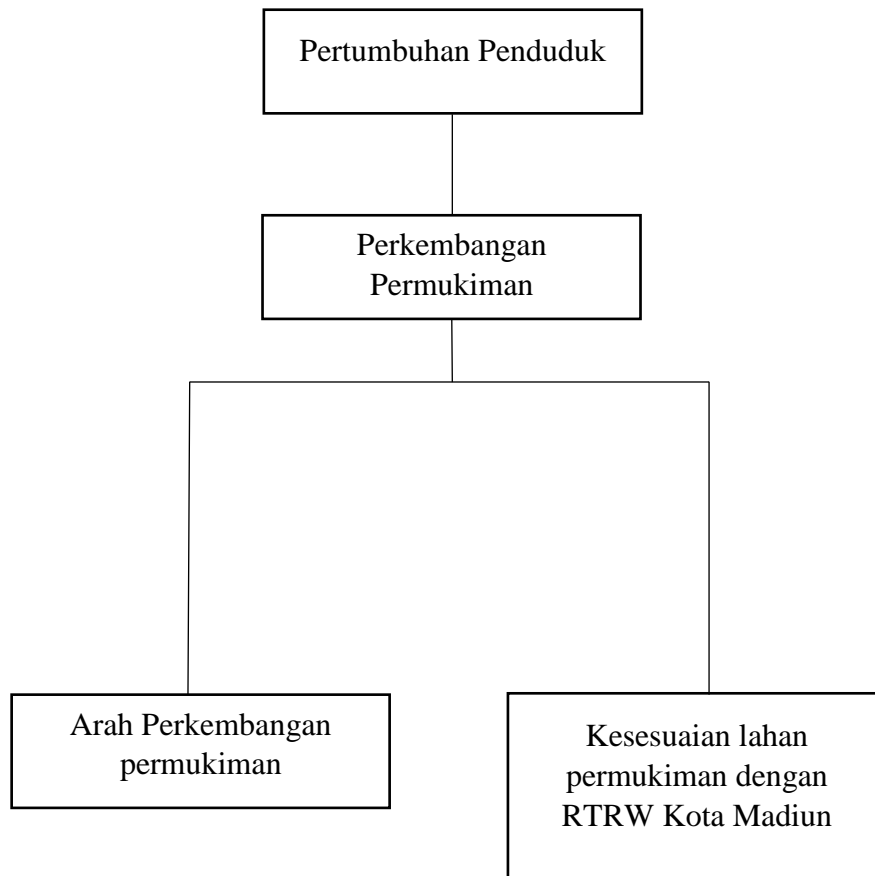 Pertumbuhan Penduduk
Perkembangan
Permukiman
Arah Perkembangan
permukiman
Kesesuaian lahan
permukiman dengan
RTRW Kota Madiun